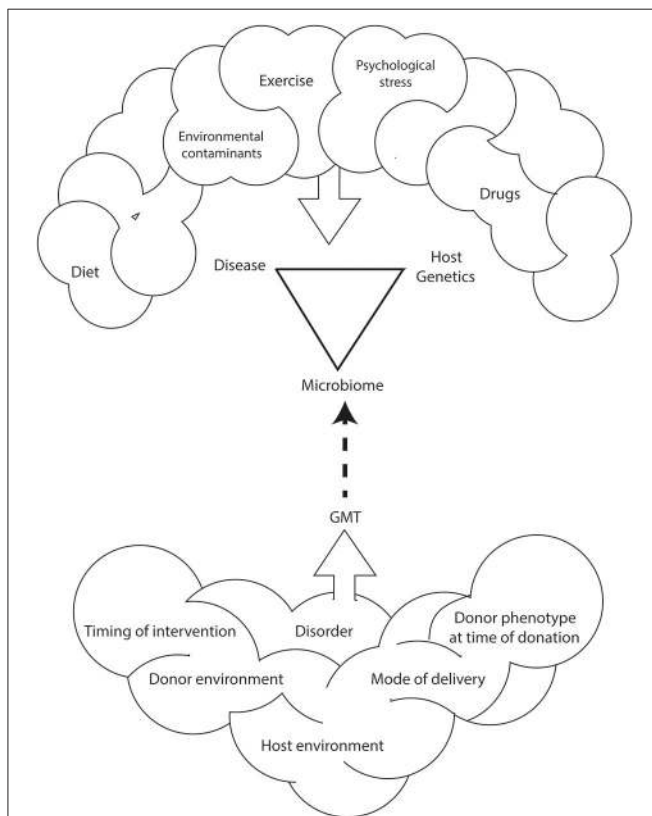 Exercise
Psychological
stress
Environmental
contaminants
Drugs
Diet
Disease
Host
Genetics
Microbiome
GMT
Timing of intervention
Disorder
Donor phenotype
at time of donation
Donor environment
Mode of delivery
Host environment